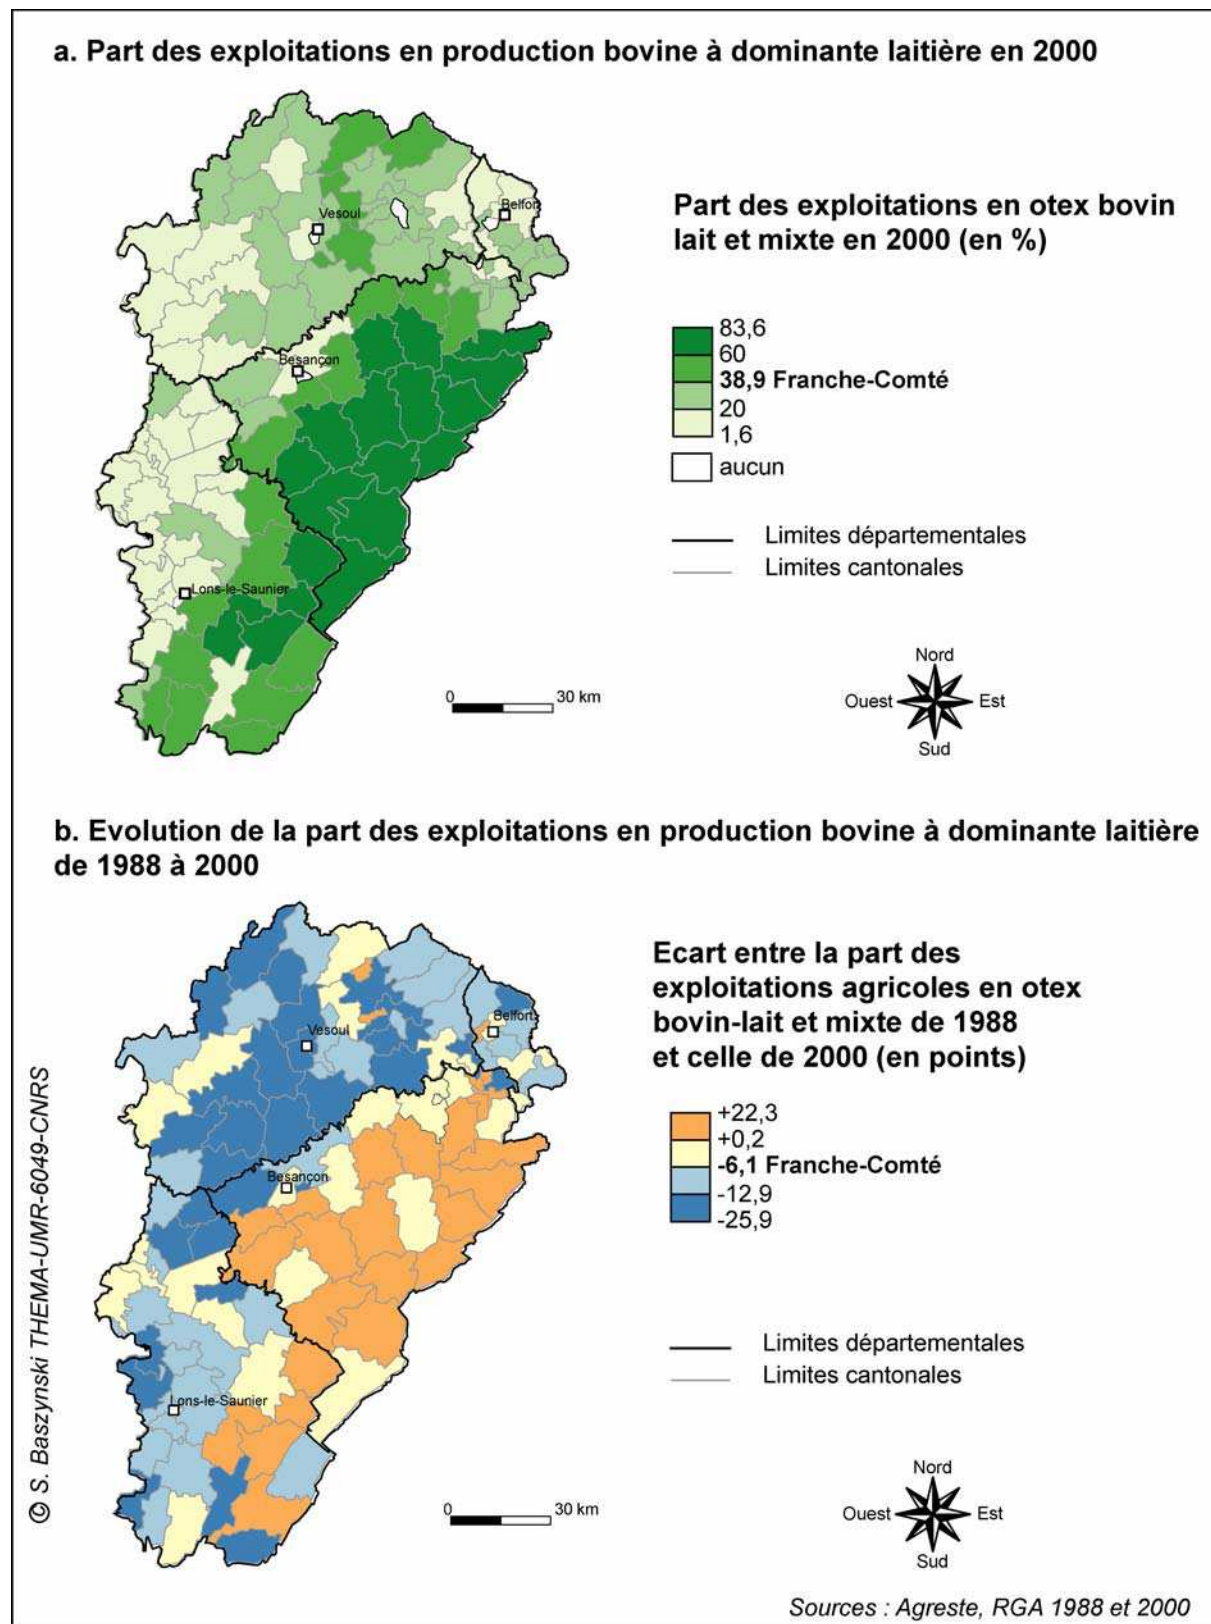 a. Part des exploitations en production bovine à dominante laitière en 2000
Vesoul
Belfort
Besançon
Lons-le-Saunier
Part des exploitations en otex bovin
lait et mixte en 2000 (en %)
83,6
60
38,9 Franche-Comté
20
1,6
aucun
Limites départementales
Limites cantonales
0 30 km
Nord
Ouest Est
Sud
b. Evolution de la part des exploitations en production bovine à dominante laitière
de 1988 à 2000
Vesoul
Belfort
Besançon
Lons-le-Saunier
Ecart entre la part des
exploitations agricoles en otex
bovin-lait et mixte de 1988
et celle de 2000 (en points)
+22,3
+0,2
-6,1 Franche-Comté
-12,9
-25,9
Limites départementales
Limites cantonales
0 30 km
Nord
Ouest Est
Sud
© S. Baszynski THEMA-UMR-6049-CNRS
Sources : Agreste, RGA 1988 et 2000